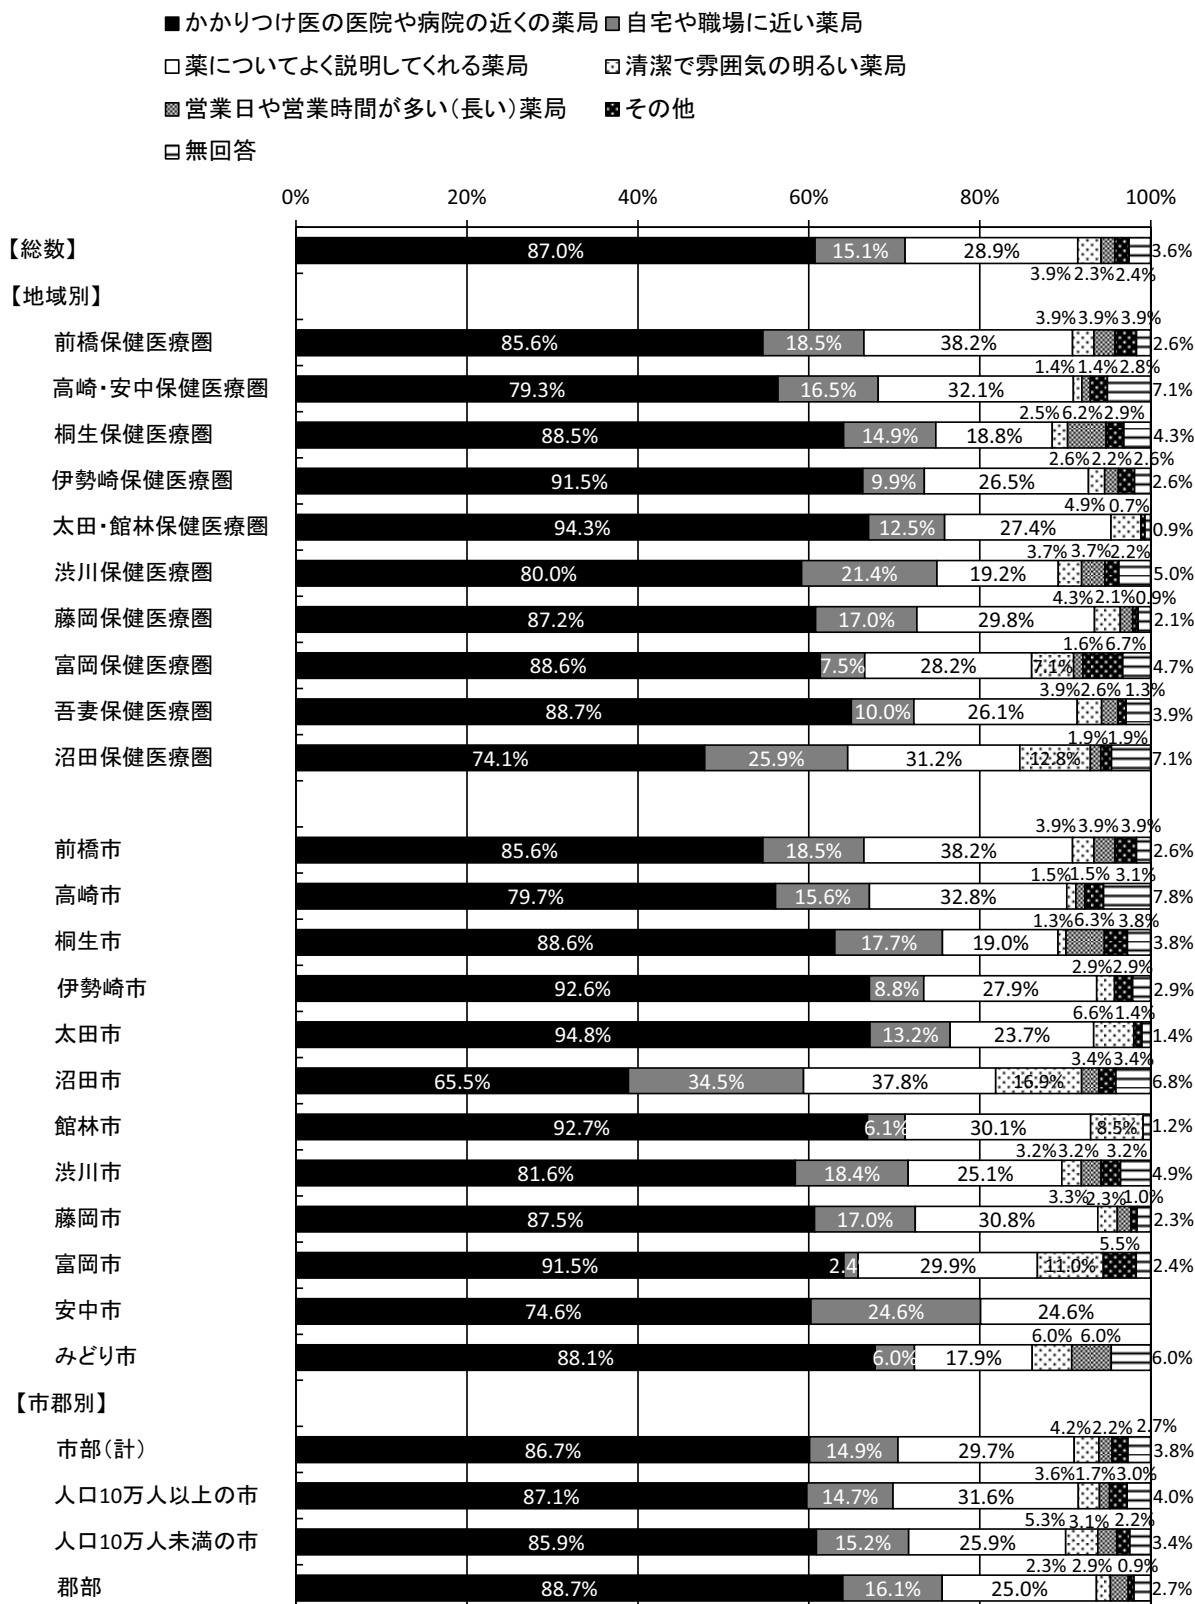 ■かかりつけ医の医院や病院の近くの薬局 ■自宅や職場に近い薬局
□薬についてよく説明してくれる薬局 清潔で雰囲気の明るい薬局
営業日や営業時間が多い(長い)薬局 その他
無回答
0% 20% 40% 60% 80% 100%
【総数】 87.0% 15.1% 28.9% 3.6%
3.9% 2.3% 2.4%
【地域別】
3.9% 3.9% 3.9%
前橋保健医療圏 85.6% 18.5% 38.2% 2.6%
1.4% 1.4% 2.8%
高崎・安中保健医療圏 79.3% 16.5% 32.1% 7.1%
2.5% 6.2% 2.9%
桐生保健医療圏 88.5% 14.9% 18.8% 4.3%
2.6% 2.2% 2.6%
伊勢崎保健医療圏 91.5% 9.9% 26.5% 2.6%
4.9% 0.7%
太田・館林保健医療圏 94.3% 12.5% 27.4% 0.9%
3.7% 3.7% 2.2%
渋川保健医療圏 80.0% 21.4% 19.2% 5.0%
4.3% 2.1% 0.9%
藤岡保健医療圏 87.2% 17.0% 29.8% 2.1%
1.6% 6.7%
富岡保健医療圏 88.6% 7.5% 28.2% 7.1% 4.7%
3.9% 2.6% 1.3%
吾妻保健医療圏 88.7% 10.0% 26.1% 3.9%
1.9% 1.9%
沼田保健医療圏 74.1% 25.9% 31.2% 12.8% 7.1%
3.9% 3.9% 3.9%
前橋市 85.6% 18.5% 38.2% 2.6%
1.5% 1.5% 3.1%
高崎市 79.7% 15.6% 32.8% 7.8%
1.3% 6.3% 3.8%
桐生市 88.6% 17.7% 19.0% 3.8%
2.9% 2.9%
伊勢崎市 92.6% 8.8% 27.9% 2.9%
6.6% 1.4%
太田市 94.8% 13.2% 23.7% 1.4%
3.4% 3.4%
沼田市 65.5% 34.5% 37.8% 16.9% 6.8%
館林市 92.7% 6.1% 30.1% 8.5% 1.2%
3.2% 3.2% 3.2%
渋川市 81.6% 18.4% 25.1% 4.9%
3.3% 2.3% 1.0%
藤岡市 87.5% 17.0% 30.8% 2.3%
5.5%
富岡市 91.5% 2.4 29.9% 11.0% 2.4%
安中市 74.6% 24.6% 24.6%
6.0% 6.0%
みどり市 88.1% 6.0% 17.9% 6.0%
【市郡別】
4.2% 2.2% 2.7%
市部(計) 86.7% 14.9% 29.7% 3.8%
3.6% 1.7% 3.0%
人口10万人以上の市 87.1% 14.7% 31.6% 4.0%
5.3% 3.1% 2.2%
人口10万人未満の市 85.9% 15.2% 25.9% 3.4%
2.3% 2.9% 0.9%
郡部 88.7% 16.1% 25.0% 2.7%